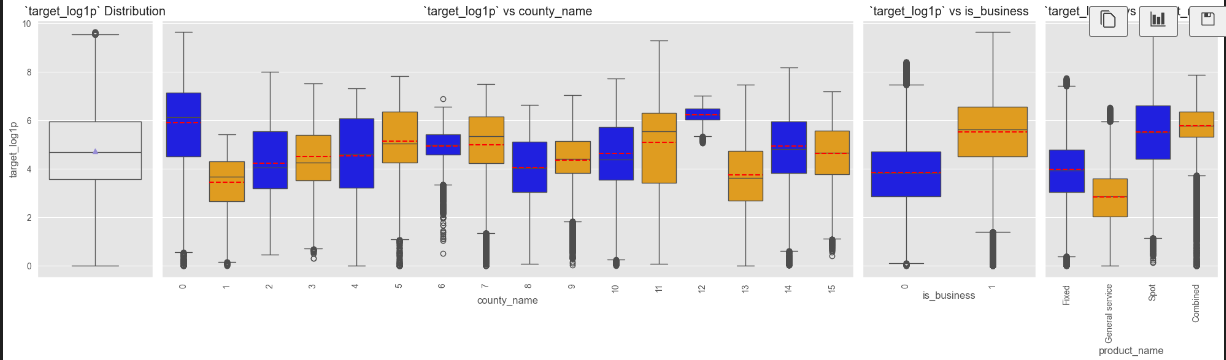 `target_log1p` Distribution
`target_log1p` vs county_name
`target_log1p` vs is_business
target_log1p
10
8
6
4
2
0
0 1 2 3 4 5 6 7 8 9 10 11 12 13 14 15
county_name
0 1
is_business
Fixed
General service
Spot
Combined
product_name